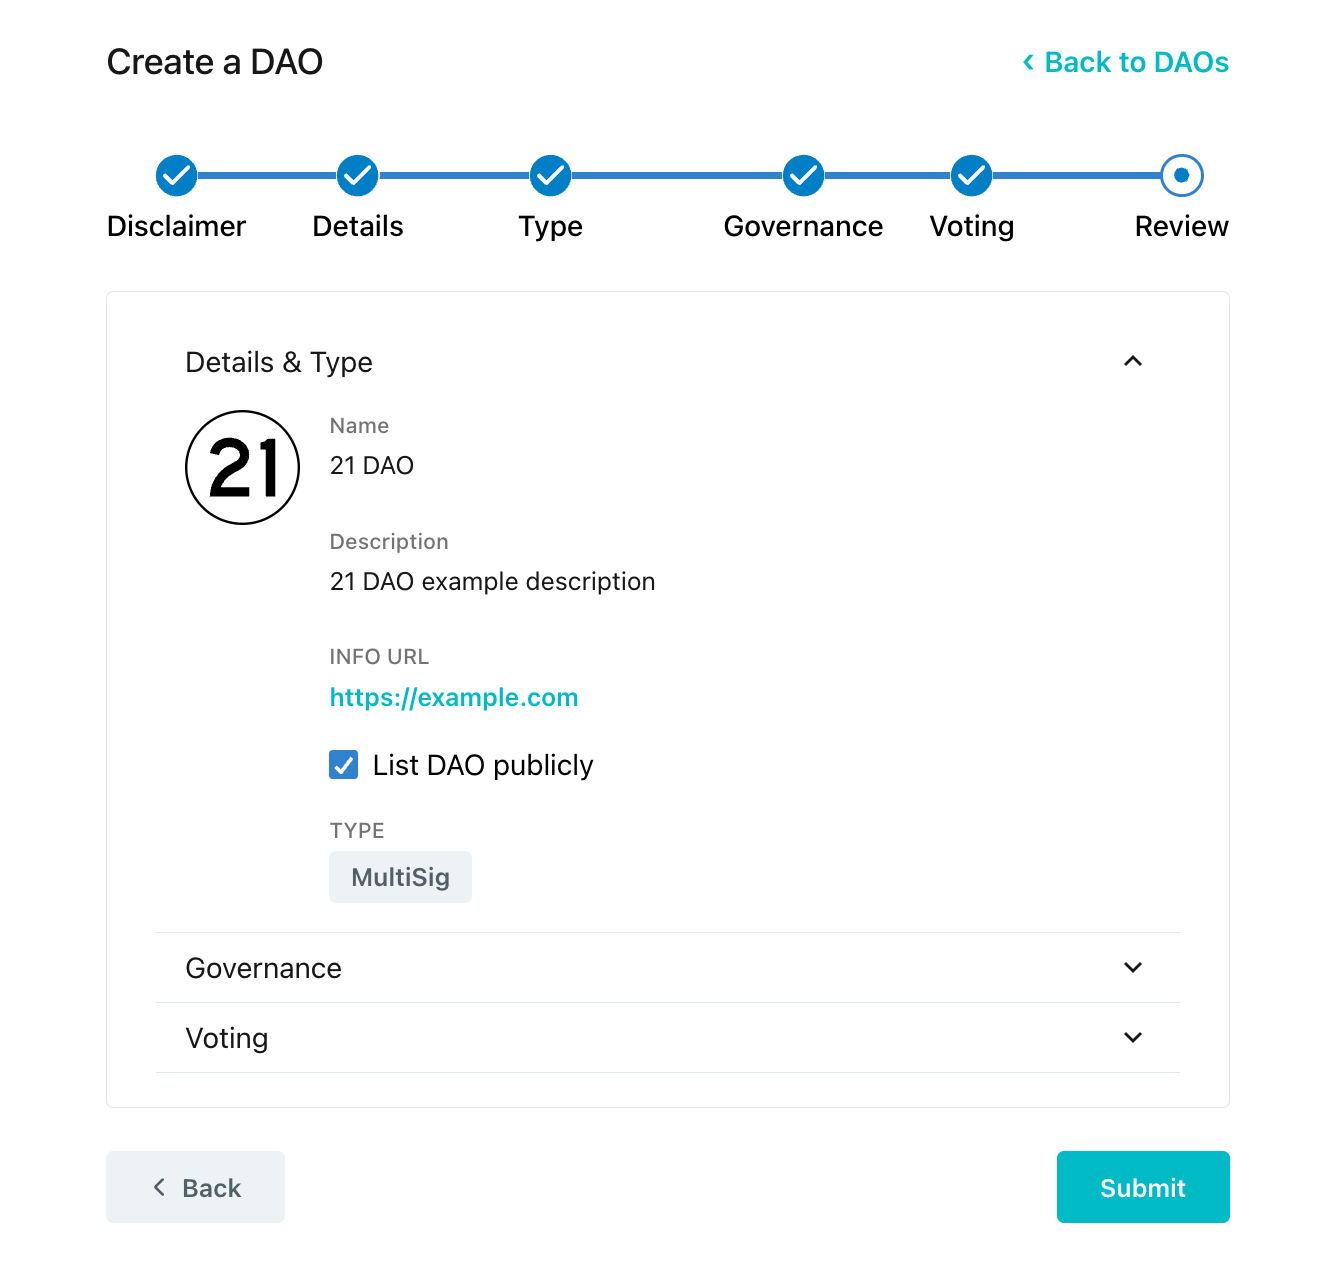 Create a DAO
Back to DAOs
Disclaimer
Details
Type
Governance
Voting
Review
Details & Type
21
Name
21 DAO
Description
21 DAO example description
INFO URL
https://example.com
List DAO publicly
TYPE
MultiSig
Governance
Voting
Back
Submit